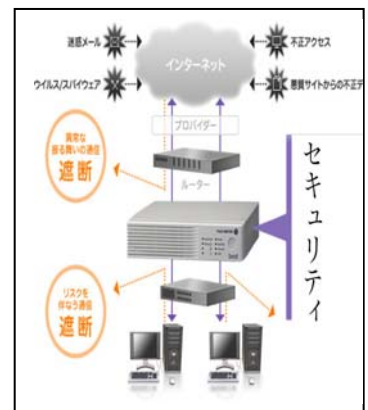 迷惑メール
不正アクセス
インターネット
ウイルス/スパイウェア
悪質サイトからの不正デ
プロバイダー
異常な
振る舞いの通信
遮断
ルーター
セキュリティ
リスクを
伴なう通信
遮断